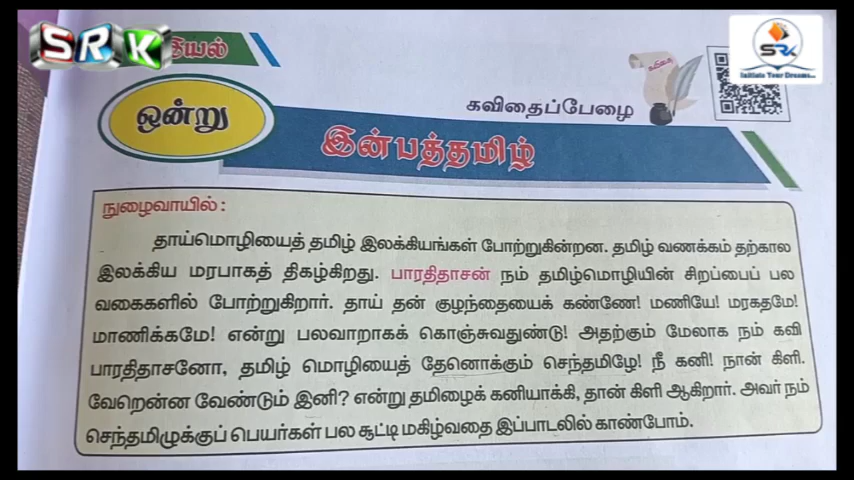 SRK
இயல்
SRK
Initiate Your Dreams...
ஒன்று
கவிதைப்பேழை
இன்பத்தமிழ்
நுழைவாயில் :
தாய்மொழியைத் தமிழ் இலக்கியங்கள் போற்றுகின்றன. தமிழ் வணக்கம் தற்கால
இலக்கிய மரபாகத் திகழ்கிறது. பாரதிதாசன் நம் தமிழ்மொழியின் சிறப்பைப் பல
வகைகளில் போற்றுகிறார். தாய் தன் குழந்தையைக் கண்ணே! மணியே! மரகதமே!
மாணிக்கமே! என்று பலவாறாகக் கொஞ்சுவதுண்டு! அதற்கும் மேலாக நம் கவி
பாரதிதாசனோ, தமிழ் மொழியைத் தேனொக்கும் செந்தமிழே! நீ கனி! நான் கிளி.
வேறென்ன வேண்டும் இனி? என்று தமிழைக் கனியாக்கி, தான் கிளி ஆகிறார். அவர் நம்
செந்தமிழுக்குப் பெயர்கள் பல சூட்டி மகிழ்வதை இப்பாடலில் காண்போம்.